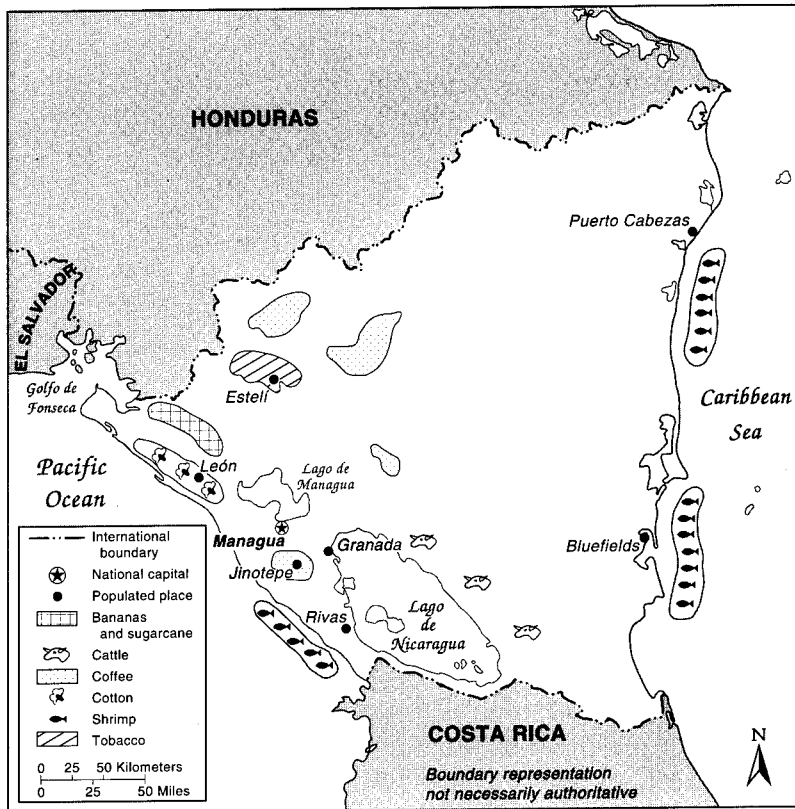 HONDURAS
Puerto Cabezas
EL SALVADOR
Golfo de
Fonseca
Estelí
Caribbean
Sea
León
Pacific
Ocean
Lago de
Managua
Managua
Granada
Bluefields
Jinotepe
Rivas
Lago
de
Nicaragua
International
boundary
National capital
Populated place
Bananas
and sugarcane
Cattle
Coffee
Cotton
Shrimp
Tobacco
0 25 50 Kilometers
0 25 50 Miles
COSTA RICA
Boundary representation
not necessarily authoritative
N